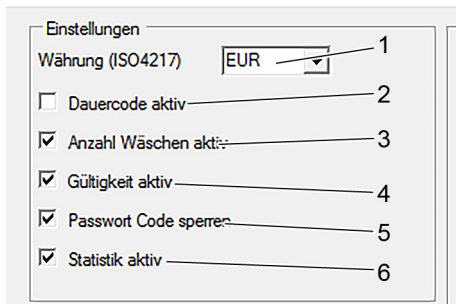 Einstellungen
Währung (ISO4217) EUR 1
Dauercode aktiv 2
Anzahl Wäschen aktiv 3
Gültigkeit aktiv 4
Passwort Code sperren 5
Statistik aktiv 6